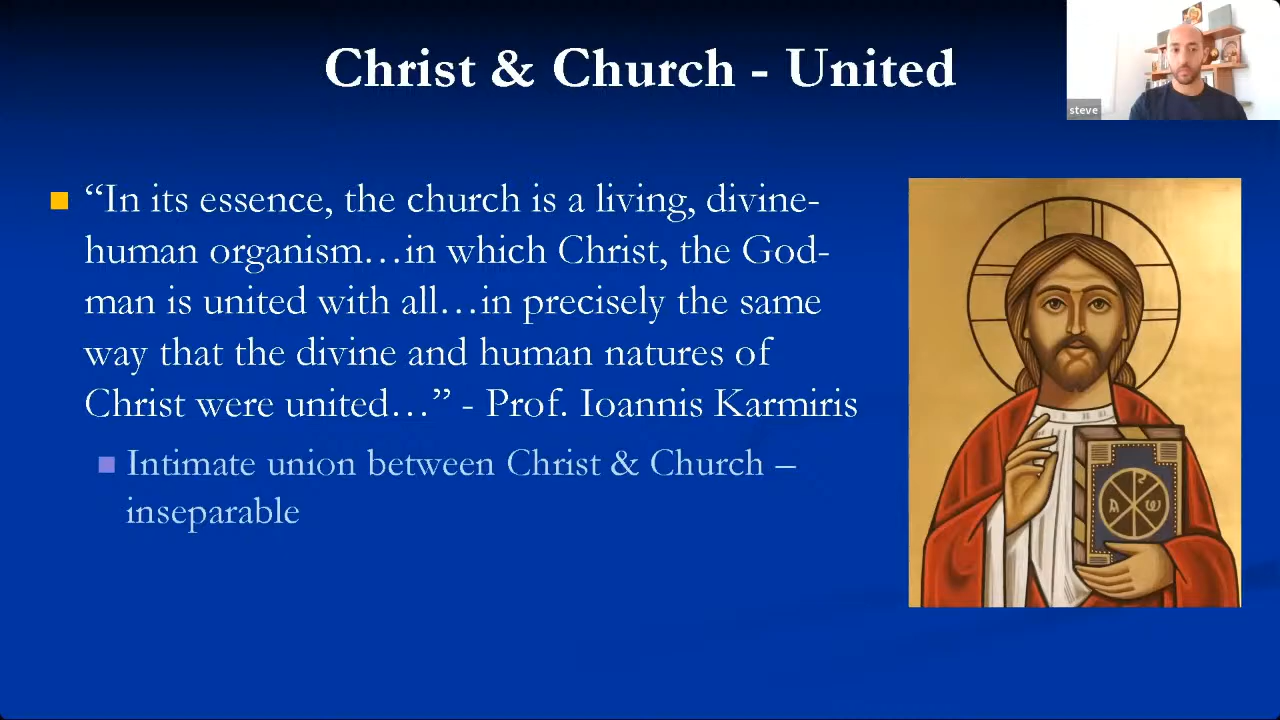 Christ & Church - United
steve
“In its essence, the church is a living, divine-
human organism…in which Christ, the God-
man is united with all…in precisely the same
way that the divine and human natures of
Christ were united…” - Prof. Ioannis Karmiris
Intimate union between Christ & Church –
inseparable
A P ω